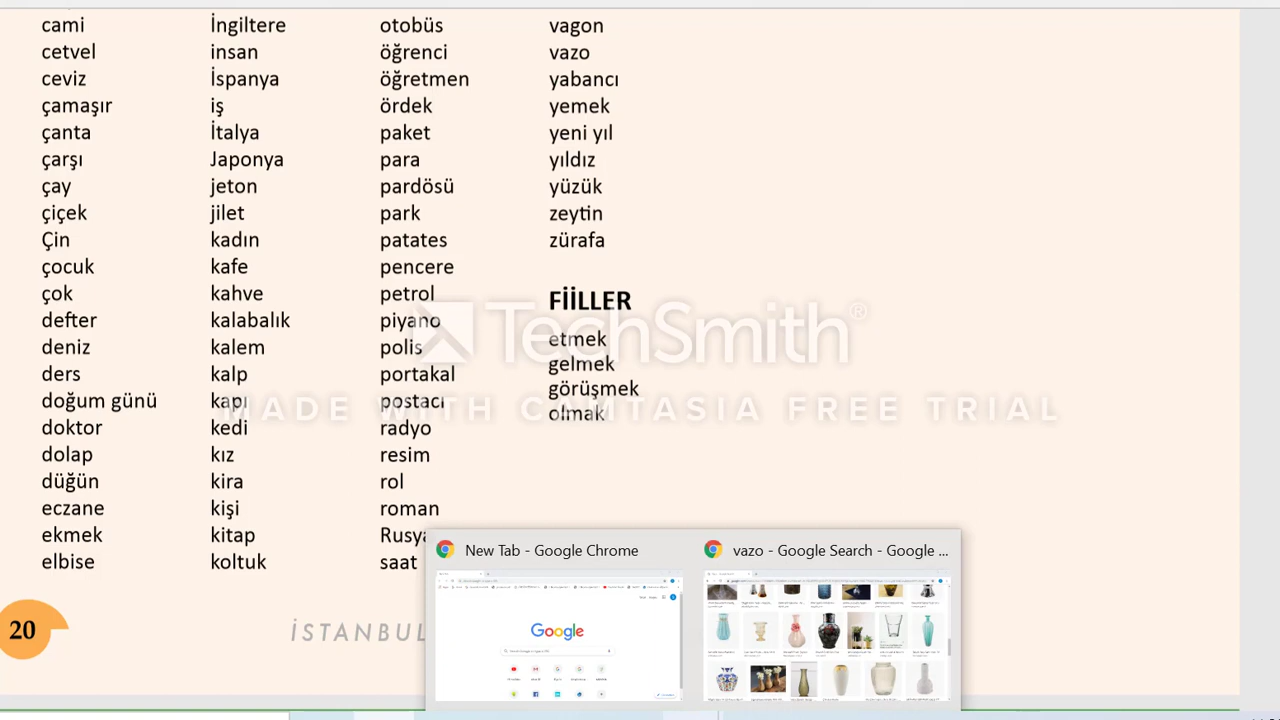 cami
cetvel
ceviz
çamaşır
çanta
çarşı
çay
çiçek
Çin
çocuk
çok
defter
deniz
ders
doğum günü
doktor
dolap
düğün
eczane
ekmek
elbise
İngiltere
insan
İspanya
iş
İtalya
Japonya
jeton
jilet
kadın
kafe
kahve
kalabalık
kalem
kalp
kapı
kedi
kız
kira
kişi
kitap
koltuk
otobüs
öğrenci
öğretmen
ördek
paket
para
pardösü
park
patates
pencere
petrol
piyano
polis
portakal
postacı
radyo
resim
rol
roman
Rusya
saat
vagon
vazo
yabancı
yemek
yeni yıl
yıldız
yüzük
zeytin
zürafa
FİİLLER
etmek
gelmek
görüşmek
olmak
TechSmith®
MADE WITH CAMTASIA FREE TRIAL
20
İSTANBUL
New Tab - Google Chrome
vazo - Google Search - Google ...
Google